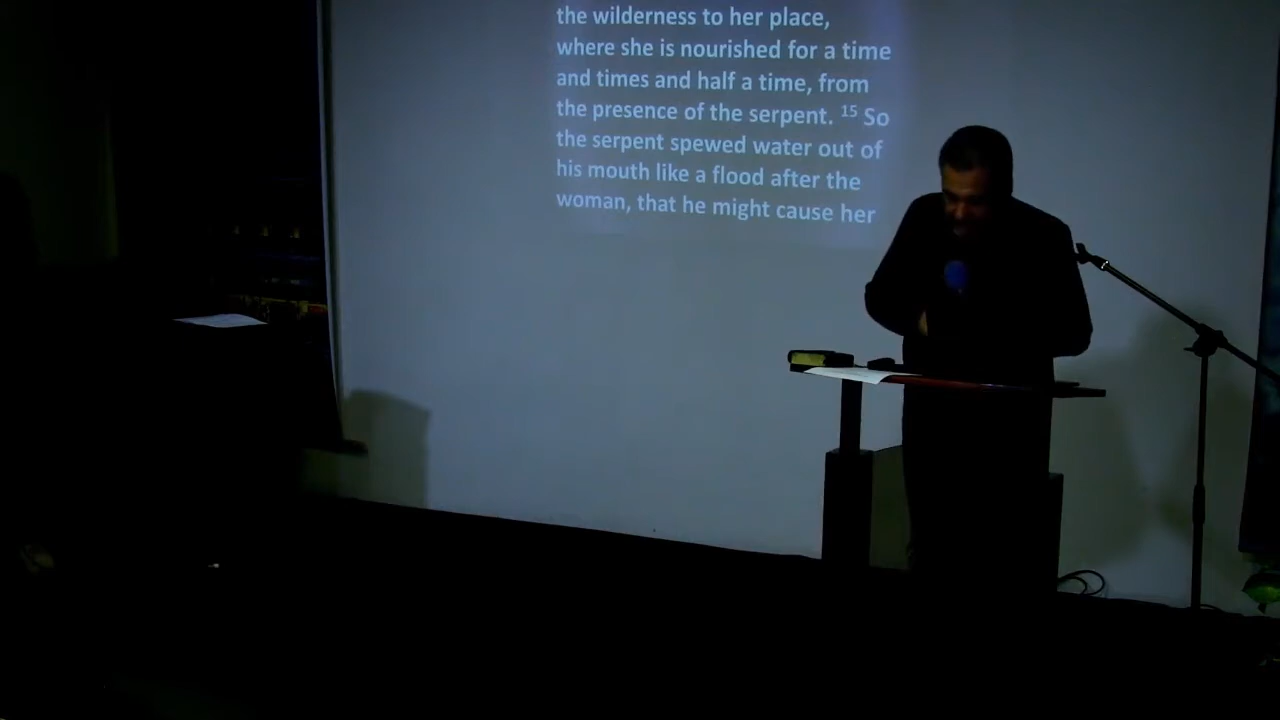 the wilderness to her place,
where she is nourished for a time
and times and half a time, from
the presence of the serpent. 15 So
the serpent spewed water out of
his mouth like a flood after the
woman, that he might cause her